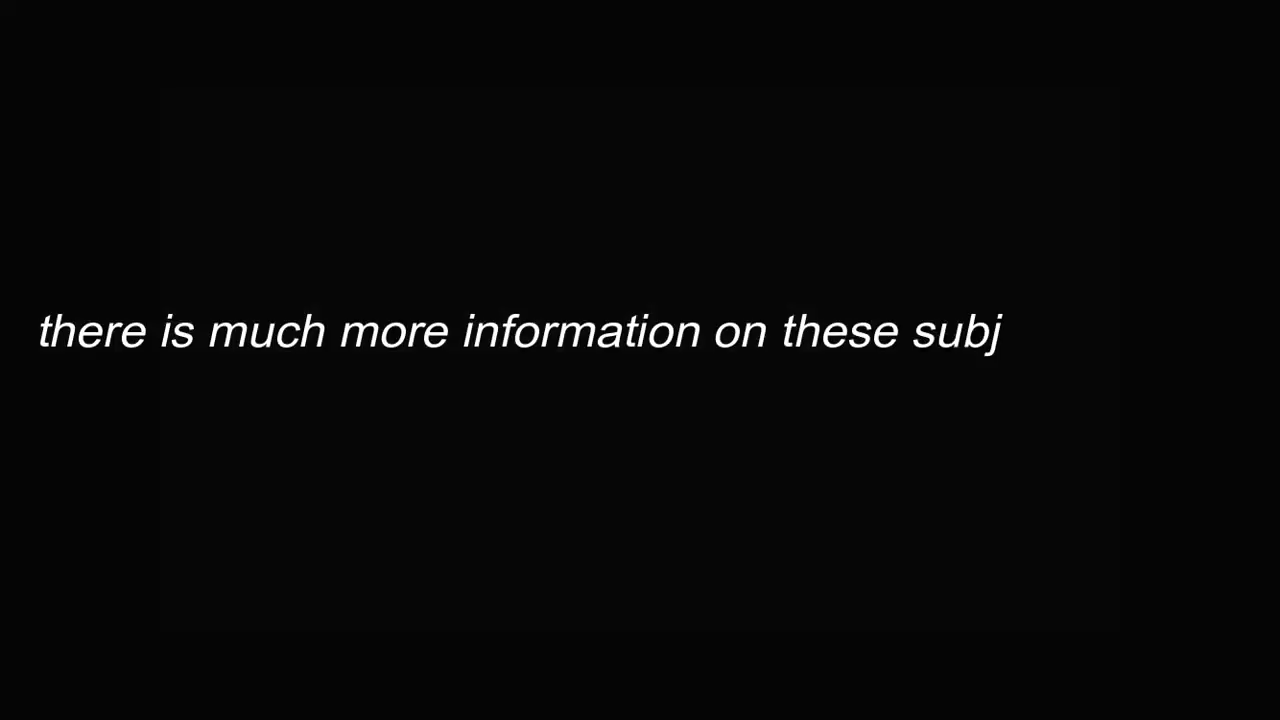 there is much more information on these subj